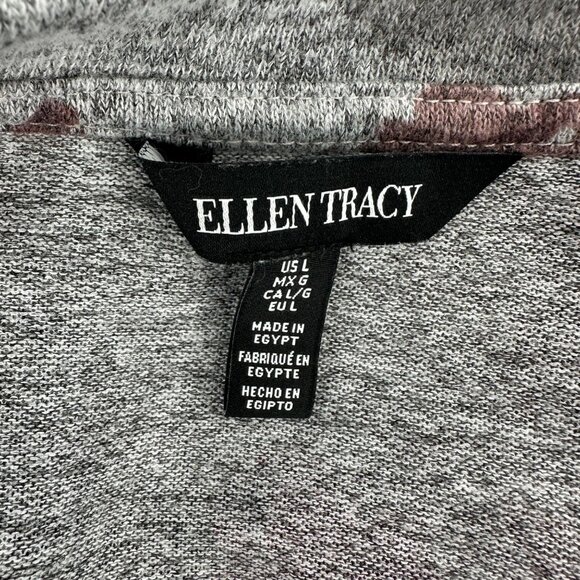 ELLEN TRACY
US L
MX G
CA L/G
EU L
MADE IN
EGYPT
FABRIQUÉ EN
EGYPTE
HECHO EN
EGIPTO